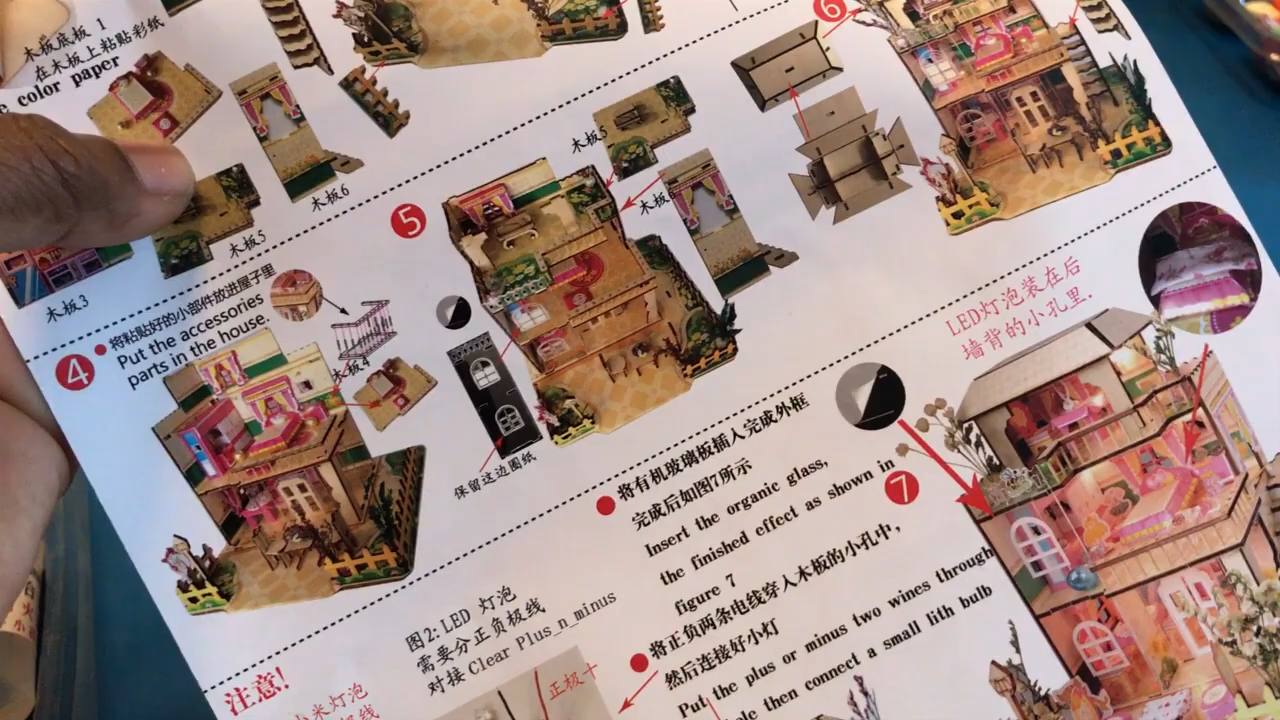 木板底板 1
在木板上粘贴彩纸
color paper
木板6
木板5
木板3
4
将粘贴好的小部件放进屋子里
Put the accessories
parts in the house.
木板4
5
木板5
木板
保留这边图纸
6
LED灯泡装在后
墙背的小孔里.
7
将有机玻璃板插入完成外框
完成后如图7所示
Insert the organic glass,
the finished effect as shown in
figure 7
将正负两条电线穿入木板的小孔中,
然后连接好小灯
Put the plus or minus two wines through
then connect a small lith bulb
图2: LED 灯泡
需要分正负极线
对接 Clear Plus_n_minus
正极十
注意!
小米灯泡